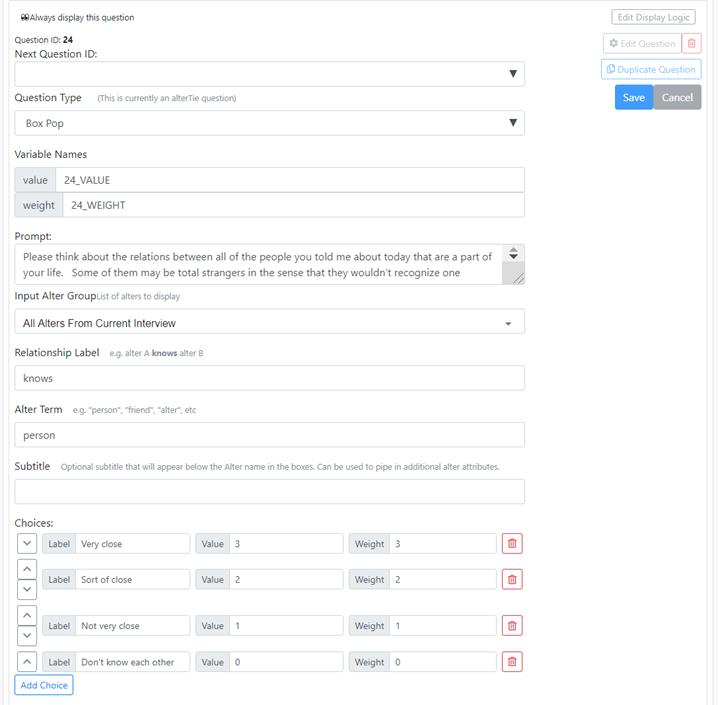 Always display this question
Edit Display Logic
Question ID: 24
Edit Question
Next Question ID:
Duplicate Question
Question Type (This is currently an alterTie question)
Save Cancel
Box Pop
Variable Names
value 24_VALUE
weight 24_WEIGHT
Prompt:
Please think about the relations between all of the people you told me about today that are a part of
your life. Some of them may be total strangers in the sense that they wouldn't recognize one
Input Alter GroupList of alters to display
All Alters From Current Interview
Relationship Label e.g. alter A knows alter B
knows
Alter Term e.g. "person", "friend", "alter", etc
person
Subtitle Optional subtitle that will appear below the Alter name in the boxes. Can be used to pipe in additional alter attributes.
Choices:
Label Very close Value 3 Weight 3
Label Sort of close Value 2 Weight 2
Label Not very close Value 1 Weight 1
Label Don't know each other Value 0 Weight 0
Add Choice